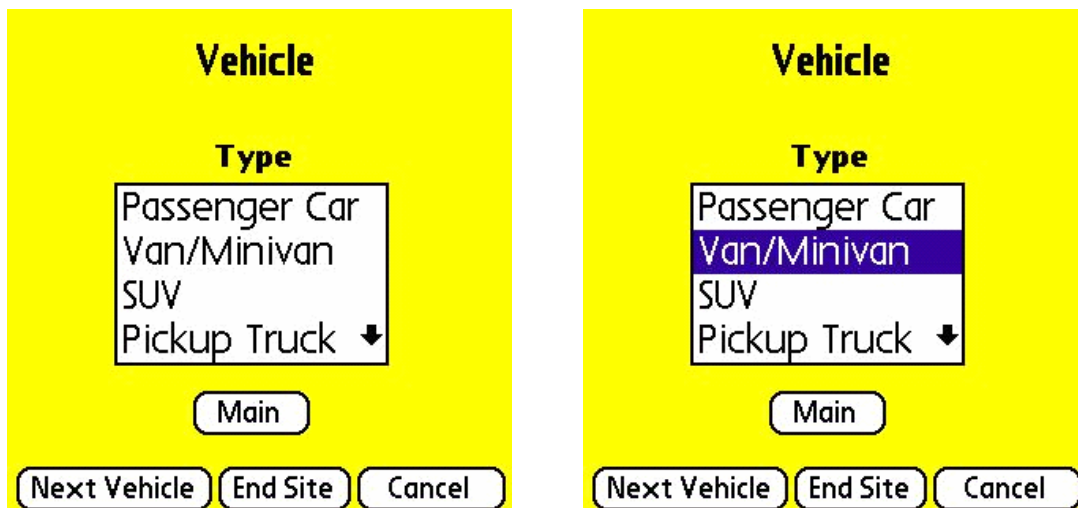 Vehicle
Type
Passenger Car
Van/Minivan
SUV
Pickup Truck
Main
Next Vehicle End Site Cancel
Vehicle
Type
Passenger Car
Van/Minivan
SUV
Pickup Truck
Main
Next Vehicle End Site Cancel